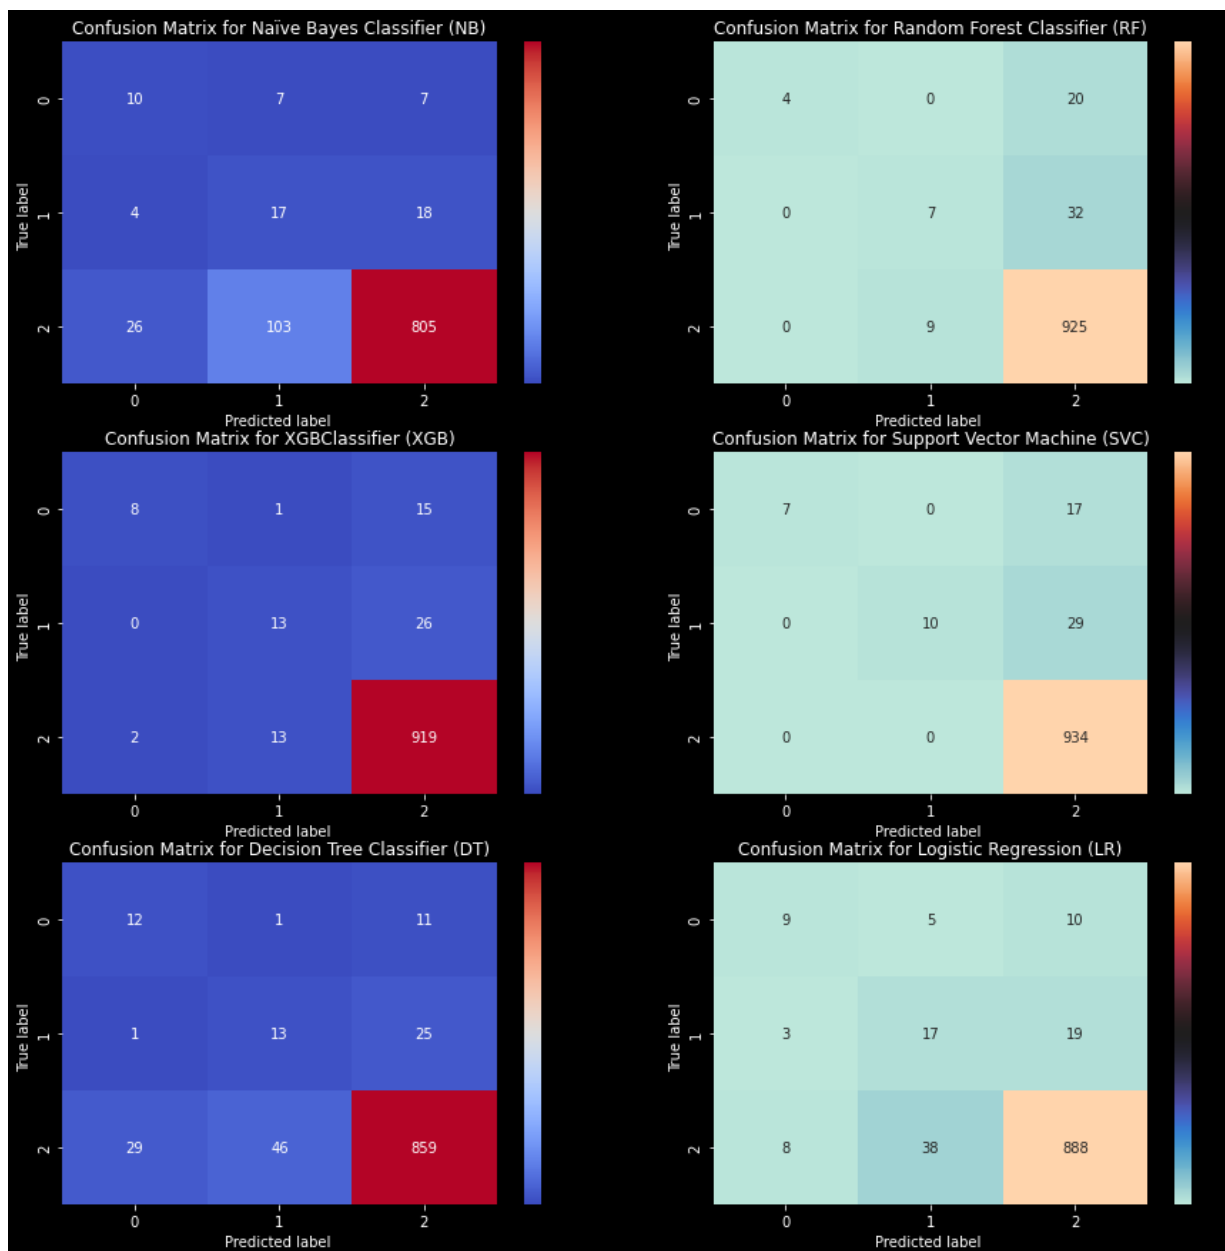 Confusion Matrix for Naïve Bayes Classifier (NB)
0
10 7 7
True label
1
4 17 18
2
26 103 805
0 1 2
Predicted label
Confusion Matrix for Random Forest Classifier (RF)
0
4 0 20
True label
1
0 7 32
2
0 9 925
0 1 2
Predicted label
Confusion Matrix for XGBClassifier (XGB)
0
8 1 15
True label
1
0 13 26
2
2 13 919
0 1 2
Predicted label
Confusion Matrix for Support Vector Machine (SVC)
0
7 0 17
True label
1
0 10 29
2
0 0 934
0 1 2
Predicted label
Confusion Matrix for Decision Tree Classifier (DT)
0
12 1 11
True label
1
1 13 25
2
29 46 859
0 1 2
Predicted label
Confusion Matrix for Logistic Regression (LR)
0
9 5 10
True label
1
3 17 19
2
8 38 888
0 1 2
Predicted label